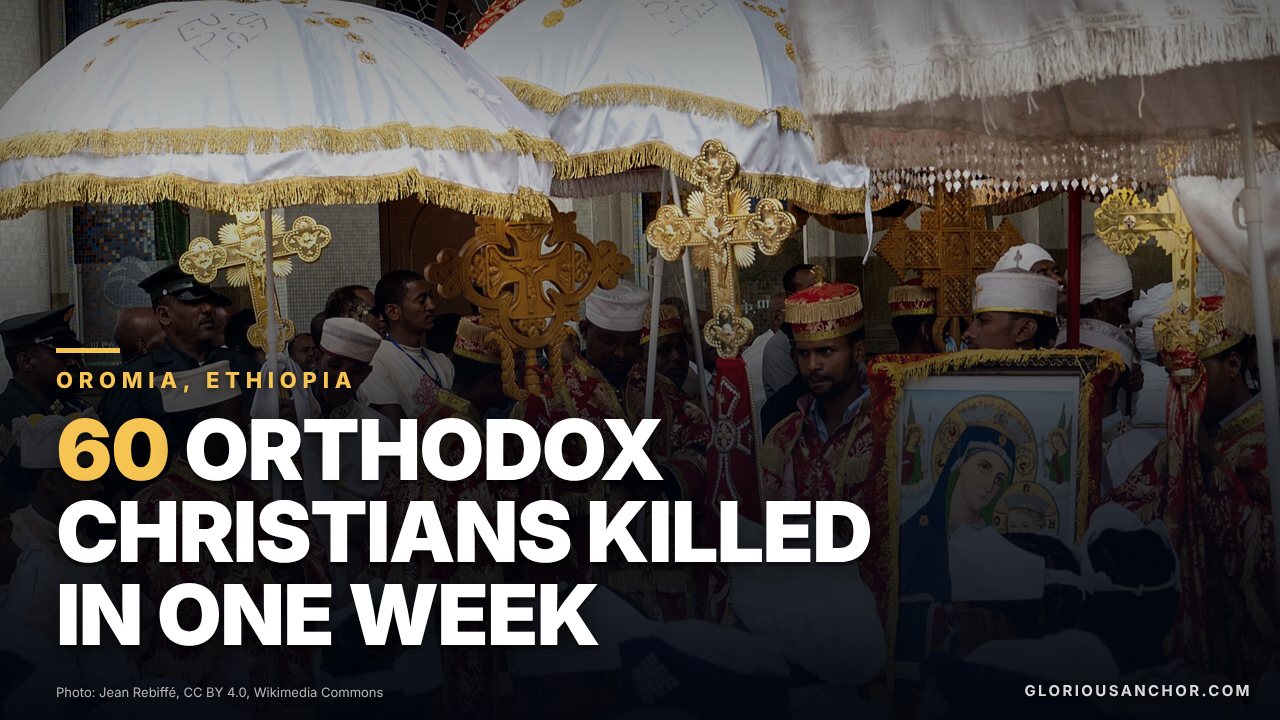 OROMIA, ETHIOPIA
60 ORTHODOX
CHRISTIANS KILLED
IN ONE WEEK
Photo: Jean Rebiffé, CC BY 4.0, Wikimedia Commons
GLORIOUSANCHOR.COM